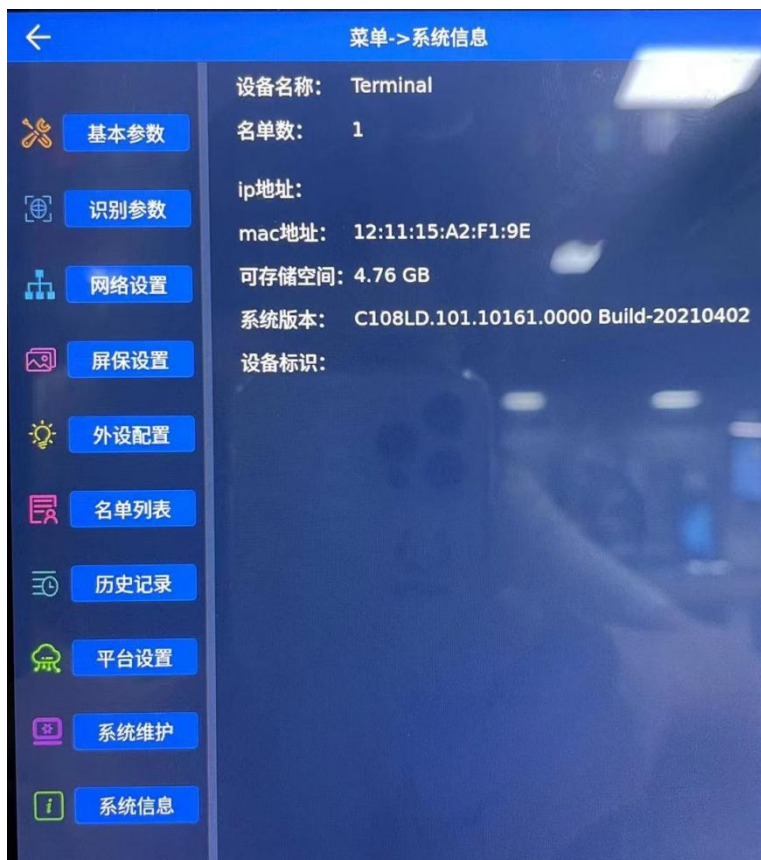 菜单->系统信息
设备名称： Terminal
名单数： 1
ip地址：
mac地址： 12:11:15:A2:F1:9E
可存储空间：4.76 GB
系统版本： C108LD.101.10161.0000 Build-20210402
设备标识：
基本参数
识别参数
网络设置
屏保设置
外设配置
名单列表
历史记录
平台设置
系统维护
系统信息